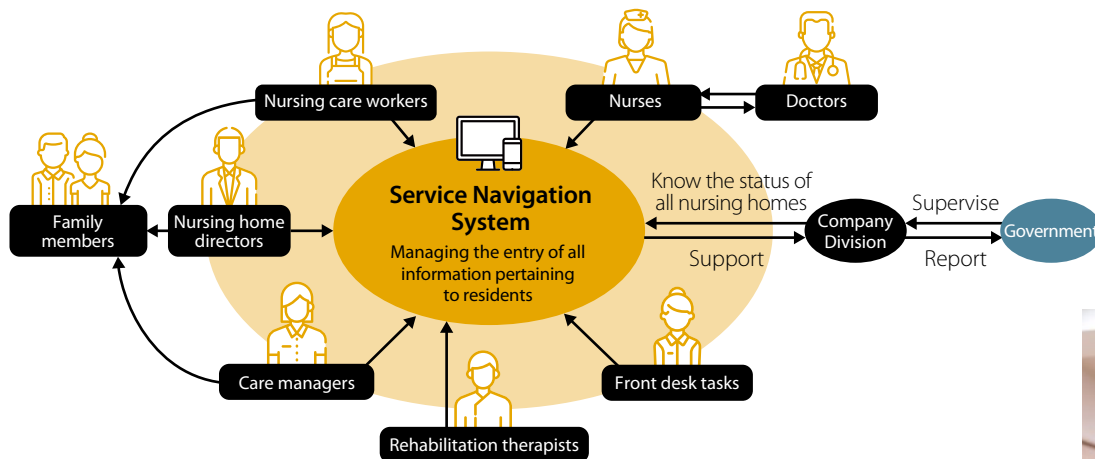 Nursing care workers
Nurses
Doctors
Family
members
Nursing home
directors
Service Navigation
System
Managing the entry of all
information pertaining
to residents
Know the status of
all nursing homes
Support
Company
Division
Supervise
Report
Government
Care managers
Front desk tasks
Rehabilitation therapists